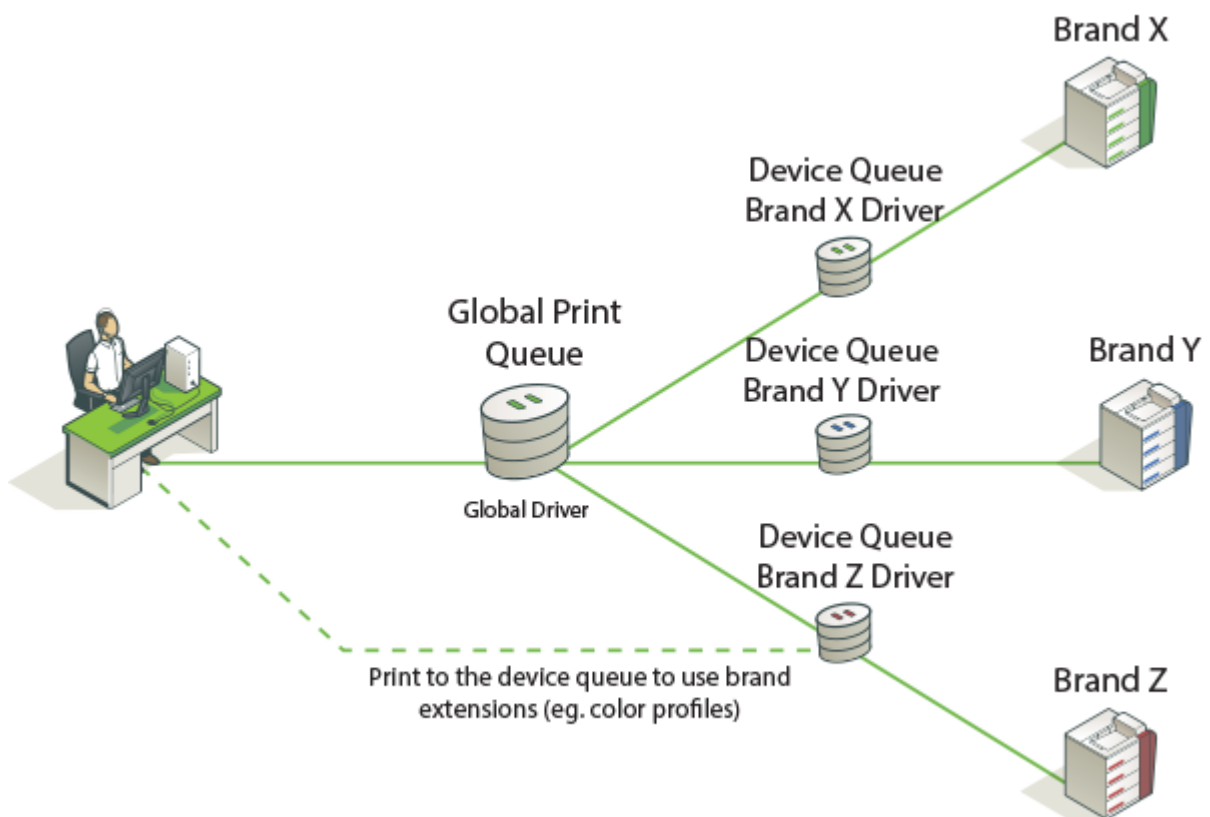 Brand X
Device Queue
Brand X Driver
Global Print
Queue
Device Queue
Brand Y Driver
Brand Y
Global Driver
Device Queue
Brand Z Driver
Print to the device queue to use brand
extensions (eg. color profiles)
Brand Z